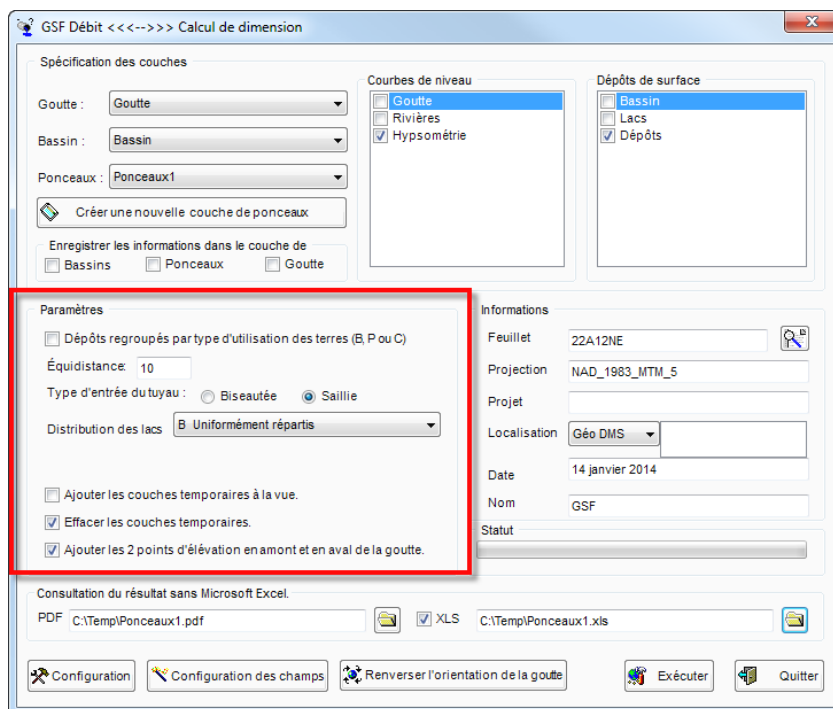 GSF Débit <<<-->>> Calcul de dimension
Spécification des couches
Goutte : Goutte
Bassin : Bassin
Ponceaux : Ponceaux1
Créer une nouvelle couche de ponceaux
Enregistrer les informations dans le couche de
Bassins Ponceaux Goutte
Courbes de niveau
Goutte
Rivières
Hypsométrie
Dépôts de surface
Bassin
Lacs
Dépôts
Paramètres
Dépôts regroupés par type d'utilisation des terres (B, P ou C)
Équidistance: 10
Type d'entrée du tuyau : Biseautée Saillie
Distribution des lacs B Uniformément répartis
Ajouter les couches temporaires à la vue.
Effacer les couches temporaires.
Ajouter les 2 points d'élévation en amont et en aval de la goutte.
Informations
Feuillet 22A12NE
Projection NAD_1983_MTM_5
Projet
Localisation Géo DMS
Date 14 janvier 2014
Nom GSF
Statut
Consultation du résultat sans Microsoft Excel.
PDF C:\Temp\Ponceaux1.pdf XLS C:\Temp\Ponceaux1.xls
Configuration Configuration des champs Renverser l'orientation de la goutte Exécuter Quitter